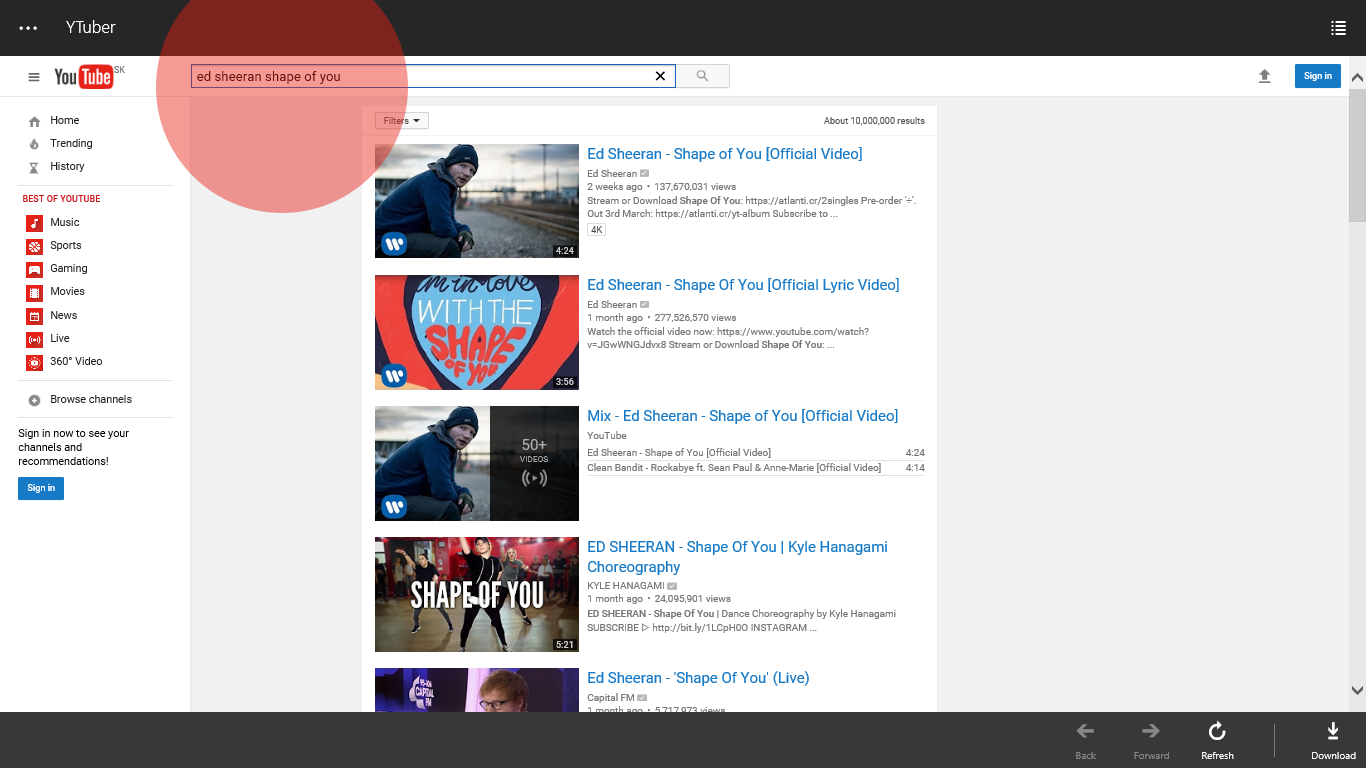 YTuber
YouTube SK
ed sheeran shape of you
Sign in
Home
Trending
History
BEST OF YOUTUBE
Music
Sports
Gaming
Movies
News
Live
360° Video
Browse channels
Sign in now to see your
channels and
recommendations!
Sign in
Filters
About 10,000,000 results
4:24
Ed Sheeran - Shape of You [Official Video]
Ed Sheeran
2 weeks ago • 137,670,031 views
Stream or Download Shape Of You: https://atlanti.cr/2singles Pre-order '÷'.
Out 3rd March: https://atlanti.cr/yt-album Subscribe to ...
4K
I'M IN LOVE
WITH THE
SHAPE
OF YOU
3:56
Ed Sheeran - Shape Of You [Official Lyric Video]
Ed Sheeran
1 month ago • 277,526,570 views
Watch the official video now: https://www.youtube.com/watch?
v=JGwWNGJdvx8 Stream or Download Shape Of You: ...
50+
VIDEOS
Mix - Ed Sheeran - Shape of You [Official Video]
YouTube
Ed Sheeran - Shape of You [Official Video] 4:24
Clean Bandit - Rockabye ft. Sean Paul & Anne-Marie [Official Video] 4:14
SHAPE OF YOU
5:21
ED SHEERAN - Shape Of You | Kyle Hanagami
Choreography
KYLE HANAGAMI
1 month ago • 24,095,901 views
ED SHEERAN - Shape Of You | Dance Choreography by Kyle Hanagami
SUBSCRIBE ▷ http://bit.ly/1LCpH0O INSTAGRAM ...
95-106
CAPITAL
FM
Ed Sheeran - 'Shape Of You' (Live)
Capital FM
1 month ago • 5,717,973 views
Back
Forward
Refresh
Download